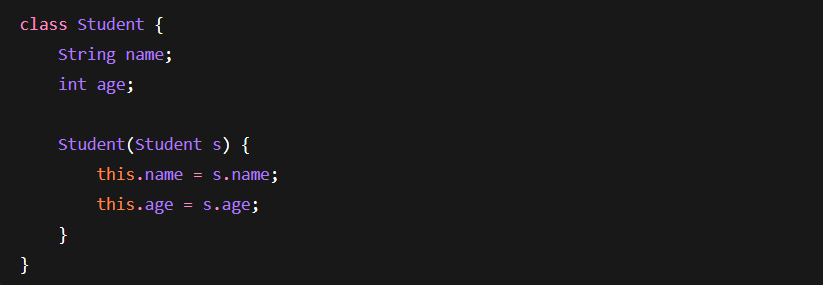 class Student {
    String name;
    int age;

    Student(Student s) {
        this.name = s.name;
        this.age = s.age;
    }
}